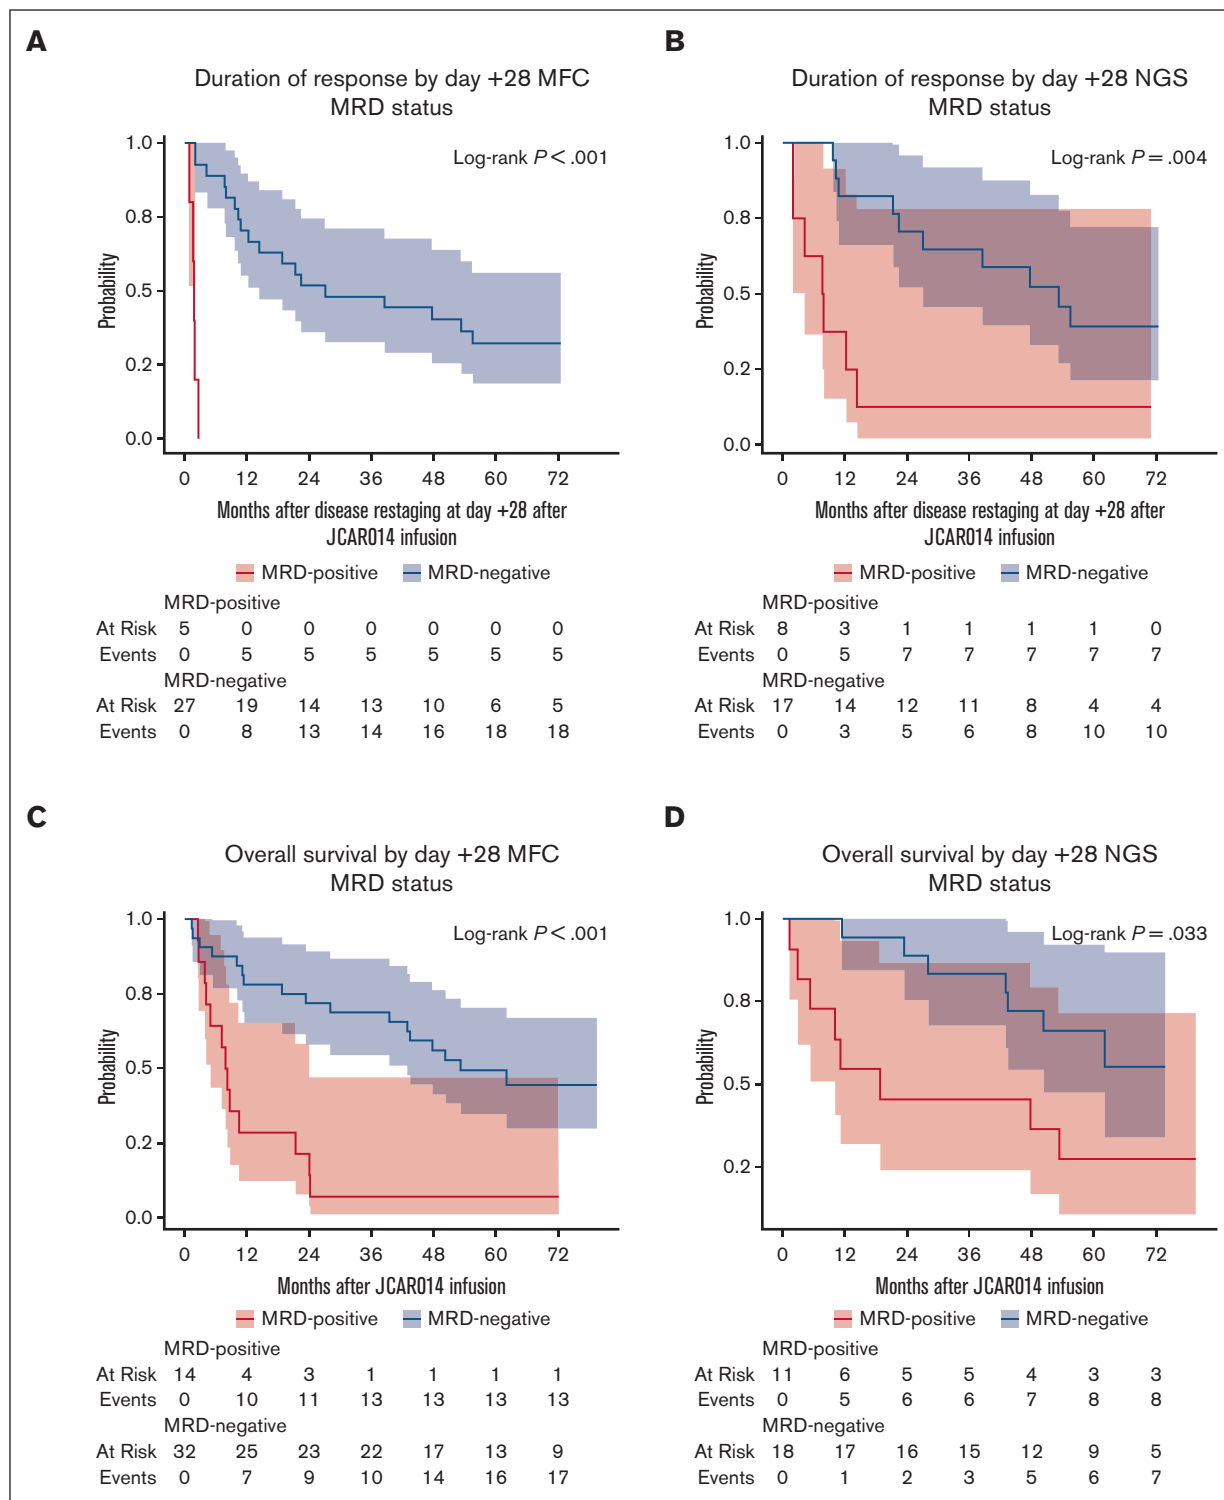 A
Duration of response by day +28 MFC
MRD status
Log-rank P < .001
1.0
0.8
0.5
0.2
0.0
Probability
0 12 24 36 48 60 72
Months after disease restaging at day +28 after
JCAR014 infusion
MRD-positive MRD-negative
MRD-positive
At Risk 5 0 0 0 0 0 0
Events 0 5 5 5 5 5 5
MRD-negative
At Risk 27 19 14 13 10 6 5
Events 0 8 13 14 16 18 18
B
Duration of response by day +28 NGS
MRD status
Log-rank P = .004
1.0
0.8
0.5
0.2
0.0
Probability
0 12 24 36 48 60 72
Months after disease restaging at day +28 after
JCAR014 infusion
MRD-positive MRD-negative
MRD-positive
At Risk 8 3 1 1 1 1 0
Events 0 5 7 7 7 7 7
MRD-negative
At Risk 17 14 12 11 8 4 4
Events 0 3 5 6 8 10 10
C
Overall survival by day +28 MFC
MRD status
Log-rank P < .001
1.0
0.8
0.5
0.2
0.0
Probability
0 12 24 36 48 60 72
Months after JCAR014 infusion
MRD-positive MRD-negative
MRD-positive
At Risk 14 4 3 1 1 1 1
Events 0 10 11 13 13 13 13
MRD-negative
At Risk 32 25 23 22 17 13 9
Events 0 7 9 10 14 16 17
D
Overall survival by day +28 NGS
MRD status
Log-rank P = .033
1.0
0.8
0.5
0.2
Probability
0 12 24 36 48 60 72
Months after JCAR014 infusion
MRD-positive MRD-negative
MRD-positive
At Risk 11 6 5 5 4 3 3
Events 0 5 6 6 7 8 8
MRD-negative
At Risk 18 17 16 15 12 9 5
Events 0 1 2 3 5 6 7